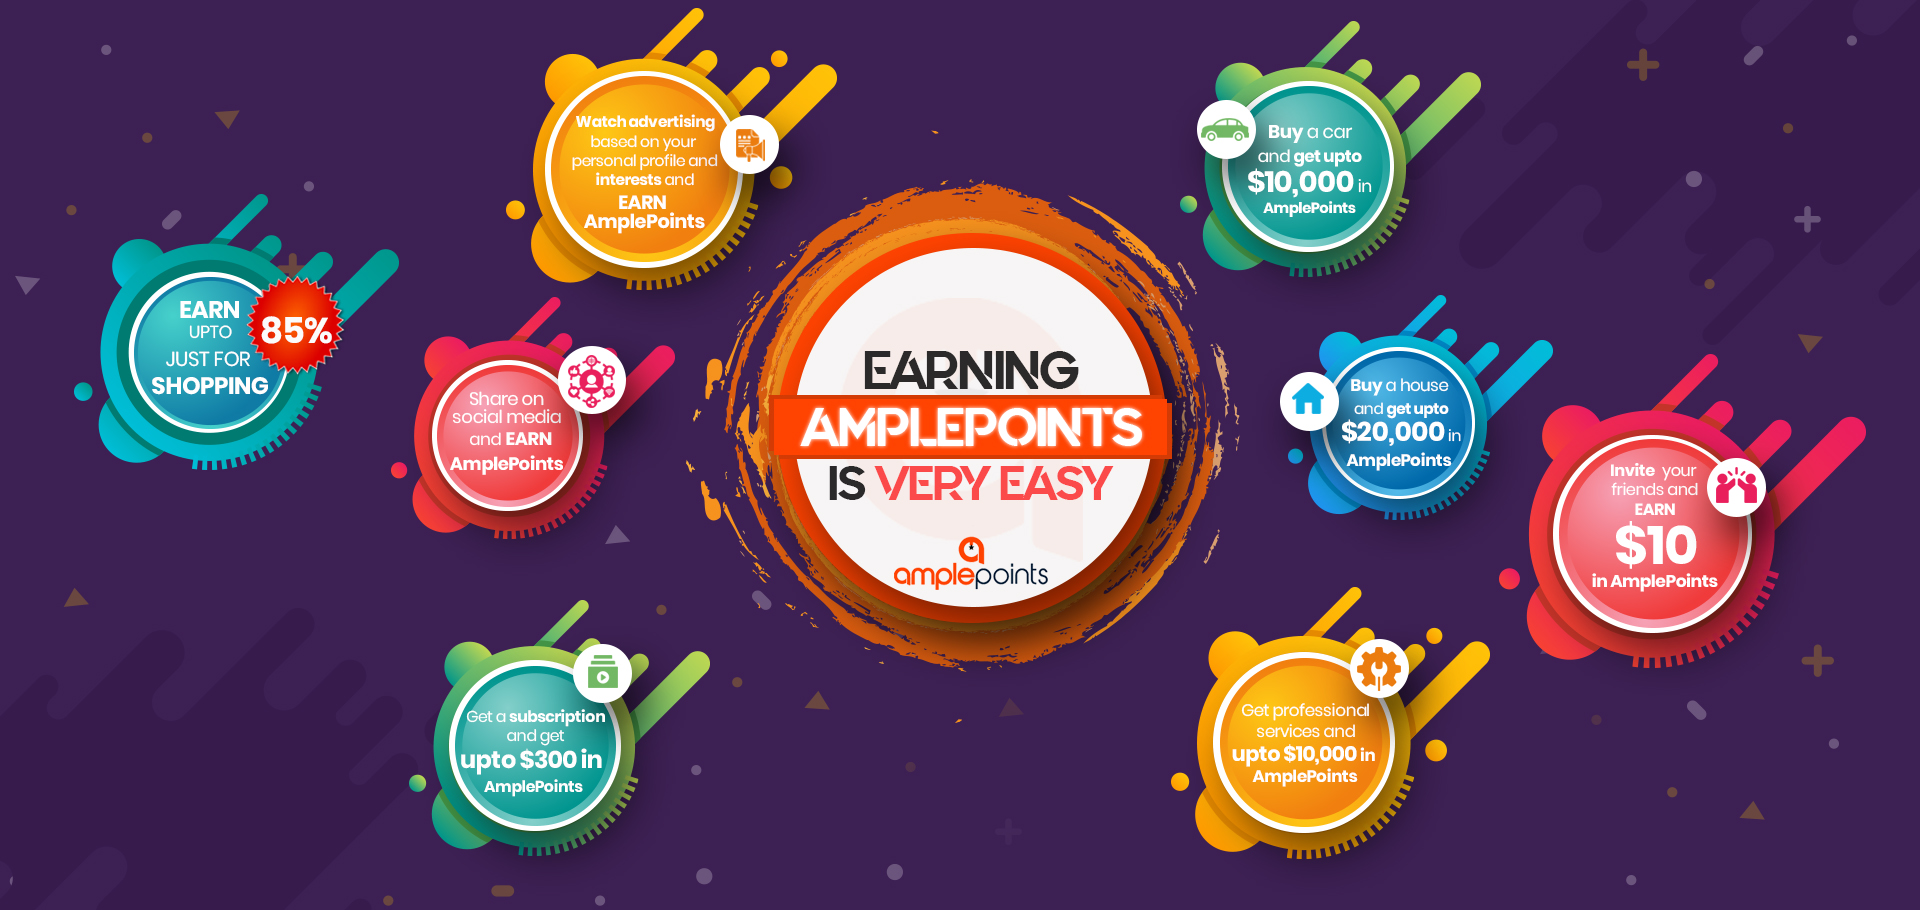 Watch advertising
based on your
personal profile and
interests and
EARN
AmplePoints
Buy a car
and get upto
$10,000 in
AmplePoints
EARN
UPTO
85%
JUST FOR
SHOPPING
Share on
social media
and EARN
AmplePoints
EARNING
AMPLEPOINTS
IS VERY EASY
amplepoints
Buy a house
and get upto
$20,000 in
AmplePoints
Invite your
friends and
EARN
$10
in AmplePoints
Get a subscription
and get
upto $300 in
AmplePoints
Get professional
services and
upto $10,000 in
AmplePoints